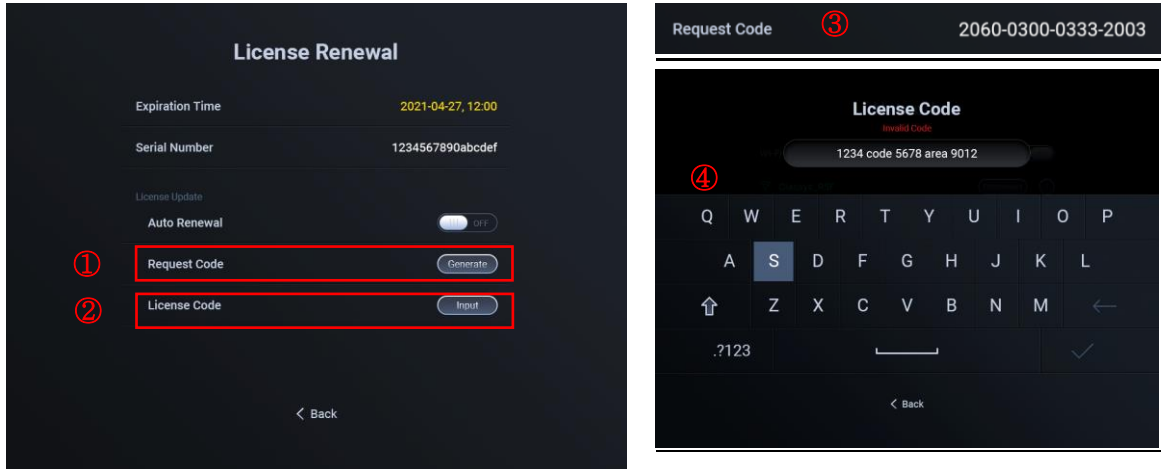 License Renewal
Expiration Time 2021-04-27, 12:00
Serial Number 1234567890abcdef
License Update
Auto Renewal OFF
① Request Code Generate
② License Code Input
< Back
Request Code ③ 2060-0300-0333-2003
License Code
Invalid Code
1234 code 5678 area 9012
④
Q W E R T Y U I O P
A S D F G H J K L
Z X C V B N M
.?123
< Back